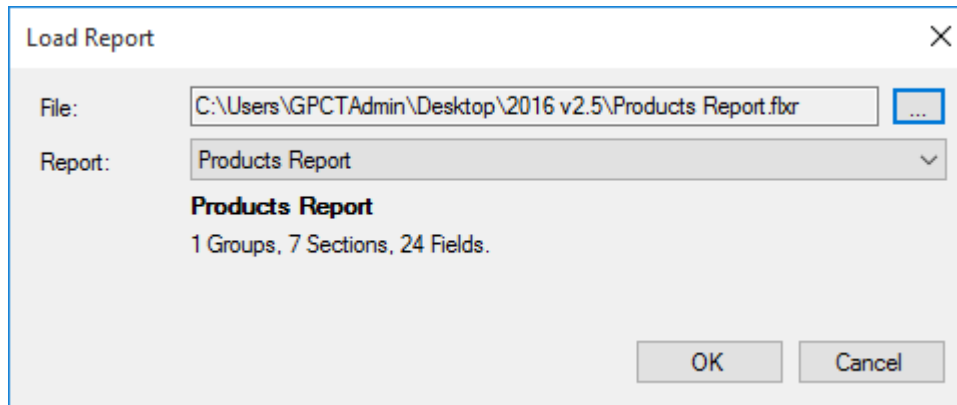 Load Report
File: C:\Users\GPCTAdmin\Desktop\2016 v2.5\Products Report.flxr ...
Report: Products Report
Products Report
1 Groups, 7 Sections, 24 Fields.
OK Cancel